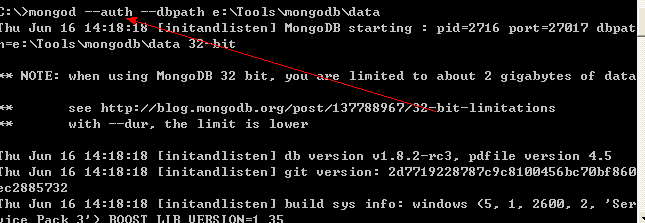 C:\>mongod --auth --dbpath e:\Tools\mongodb\data
Thu Jun 16 14:18:18 [initandlisten] MongoDB starting : pid=2716 port=27017 dbpat
h=e:\Tools\mongodb\data 32-bit
** NOTE: when using MongoDB 32 bit, you are limited to about 2 gigabytes of data
**       see http://blog.mongodb.org/post/137788967/32-bit-limitations
**       with --dur, the limit is lower
Thu Jun 16 14:18:18 [initandlisten] db version v1.8.2-rc3, pdfile version 4.5
Thu Jun 16 14:18:18 [initandlisten] git version: 2d7719228787c9c8100456bc70bf860
ec2885732
Thu Jun 16 14:18:18 [initandlisten] build sys info: windows (5, 1, 2600, 2, 'Ser
vice Pack 3') BOOST_LIB_VERSION=1_35